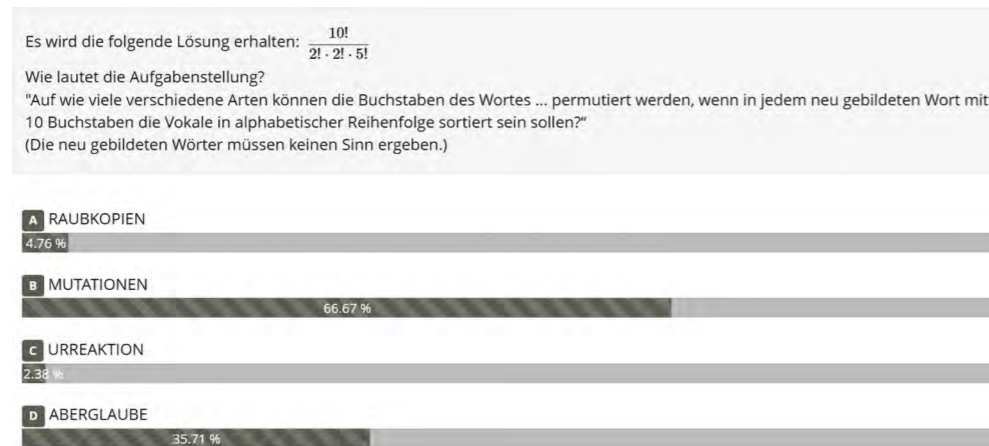 Es wird die folgende Lösung erhalten: 10! / (2! · 2! · 5!)
Wie lautet die Aufgabenstellung?
"Auf wie viele verschiedene Arten können die Buchstaben des Wortes ... permutiert werden, wenn in jedem neu gebildeten Wort mit
10 Buchstaben die Vokale in alphabetischer Reihenfolge sortiert sein sollen?“
(Die neu gebildeten Wörter müssen keinen Sinn ergeben.)
A RAUBKOPIEN
4.76 %
B MUTATIONEN
66.67 %
C URREAKTION
2.38 %
D ABERGLAUBE
35.71 %